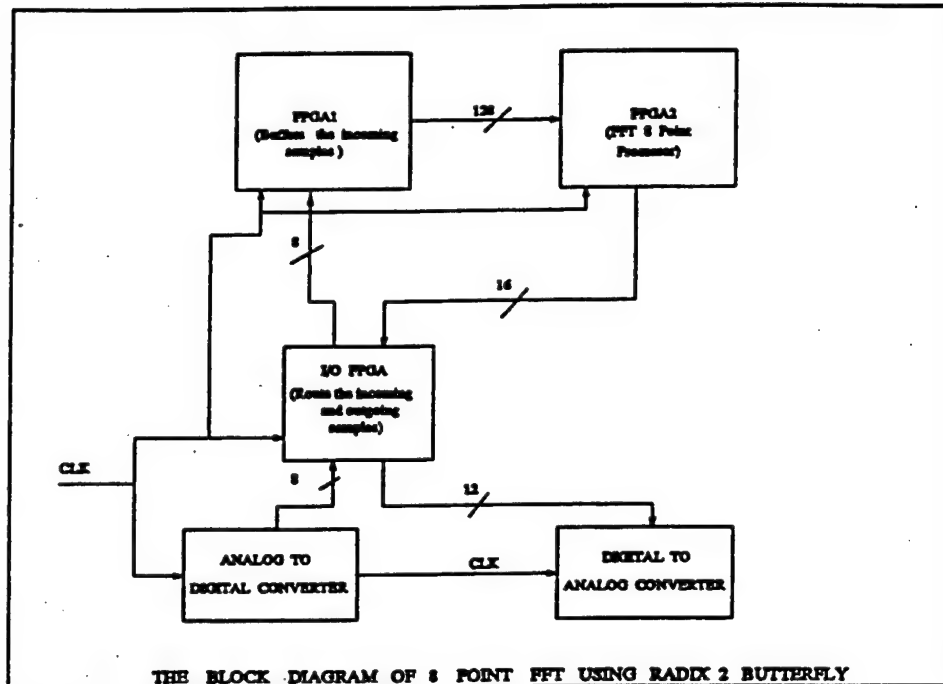 FPGA1
(Buffers the incoming
samples)
128
FPGA2
(FFT 8 Point
Processor)
8
16
I/O FPGA
(Route the incoming
and outgoing
samples)
CLK
8
12
ANALOG TO
DIGITAL CONVERTER
CLK
DIGITAL TO
ANALOG CONVERTER
THE BLOCK DIAGRAM OF 8 POINT FFT USING RADIX 2 BUTTERFLY